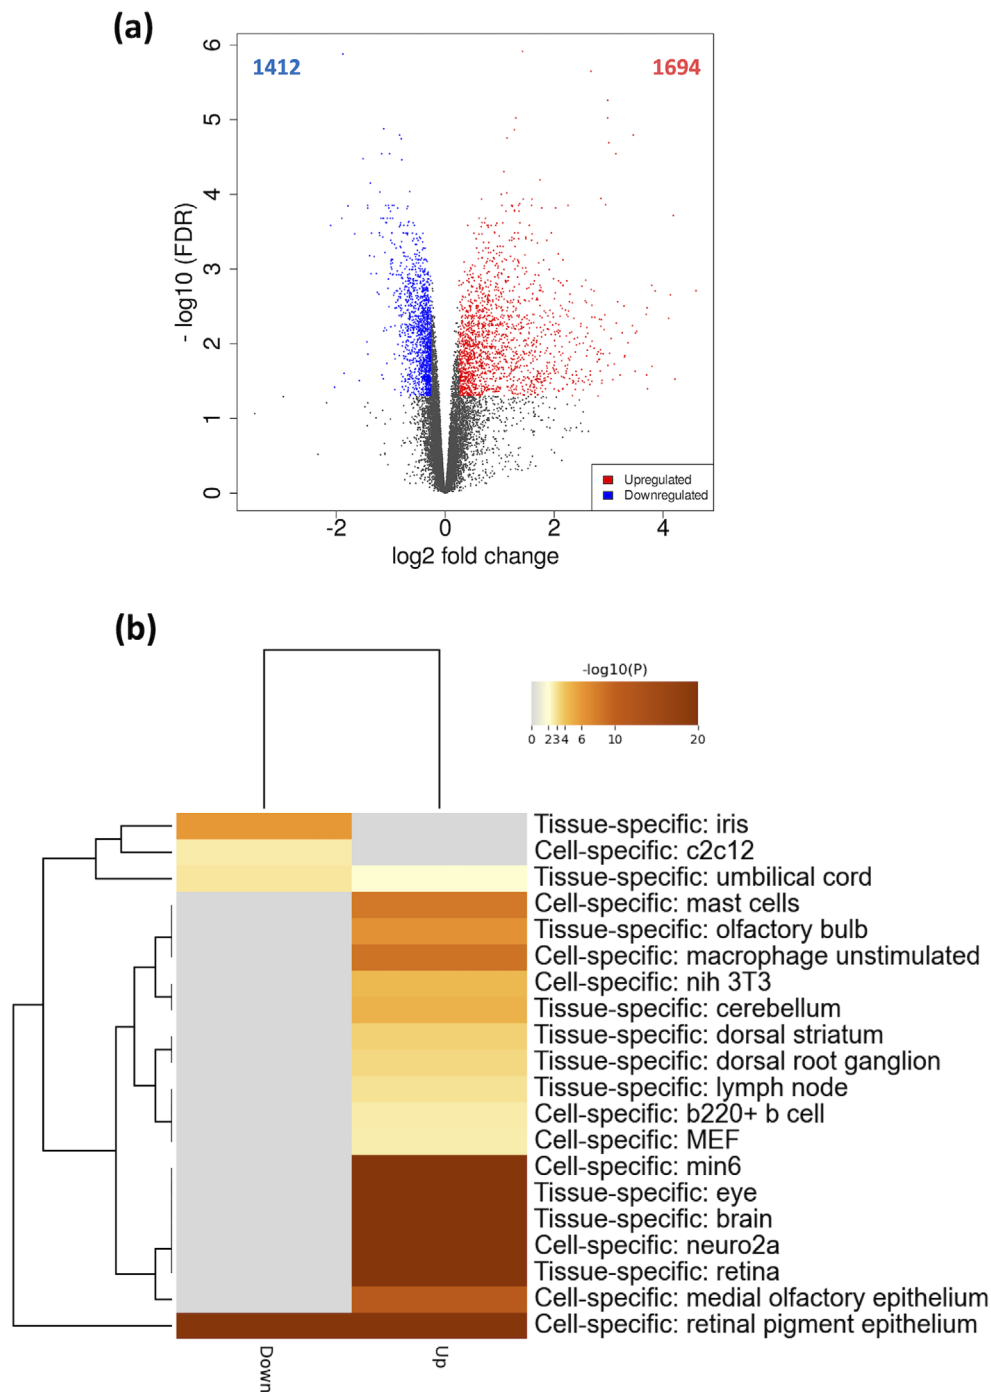 (a)
1412
1694
6
5
4
3
2
1
0
- log10 (FDR)
Upregulated
Downregulated
-2 0 2 4
log2 fold change
(b)
-log10(P)
0 2 3 4 6 10 20
Tissue-specific: iris
Cell-specific: c2c12
Tissue-specific: umbilical cord
Cell-specific: mast cells
Tissue-specific: olfactory bulb
Cell-specific: macrophage unstimulated
Cell-specific: nih 3T3
Tissue-specific: cerebellum
Tissue-specific: dorsal striatum
Tissue-specific: dorsal root ganglion
Tissue-specific: lymph node
Cell-specific: b220+ b cell
Cell-specific: MEF
Cell-specific: min6
Tissue-specific: eye
Tissue-specific: brain
Cell-specific: neuro2a
Tissue-specific: retina
Cell-specific: medial olfactory epithelium
Cell-specific: retinal pigment epithelium
Down
Up